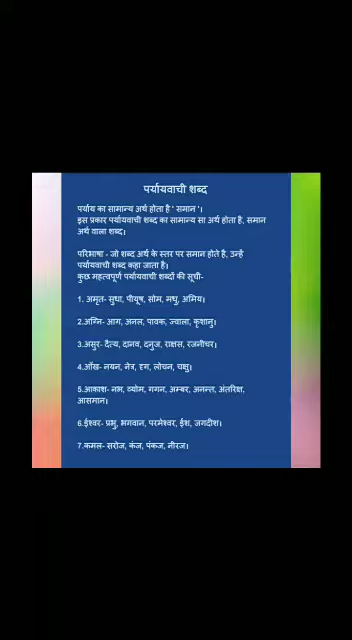 पर्यायवाची शब्द
पर्याय का सामान्य अर्थ होता है ' समान '।
इस प्रकार पर्यायवाची शब्द का सामान्य सा अर्थ होता है, समान
अर्थ वाला शब्द।
परिभाषा - जो शब्द अर्थ के स्तर पर समान होते है, उन्हें
पर्यायवाची शब्द कहा जाता है।
कुछ महत्वपूर्ण पर्यायवाची शब्दों की सूची-
1. अमृत- सुधा, पीयूष, सोम, मधु, अमिय।
2.अग्नि- आग, अनल, पावक, ज्वाला, कृशानु।
3.असुर- दैत्य, दानव, दनुज, राक्षस, रजनीचर।
4.आँख- नयन, नेत्र, दृग, लोचन, चक्षु।
5.आकाश- नभ, व्योम, गगन, अम्बर, अनन्त, अंतरिक्ष,
आसमान।
6.ईश्वर- प्रभु, भगवान, परमेश्वर, ईश, जगदीश।
7.कमल- सरोज, कंज, पंकज, नीरज।